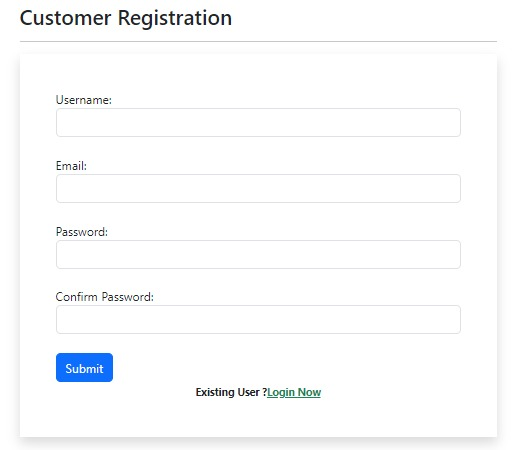 Customer Registration
Username:
Email:
Password:
Confirm Password:
Submit
Existing User ?Login Now